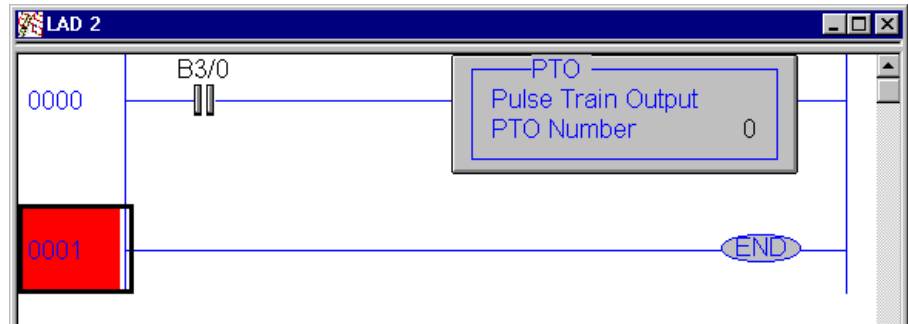 LAD 2
0000
B3/0
PTO
Pulse Train Output
PTO Number 0
0001
END